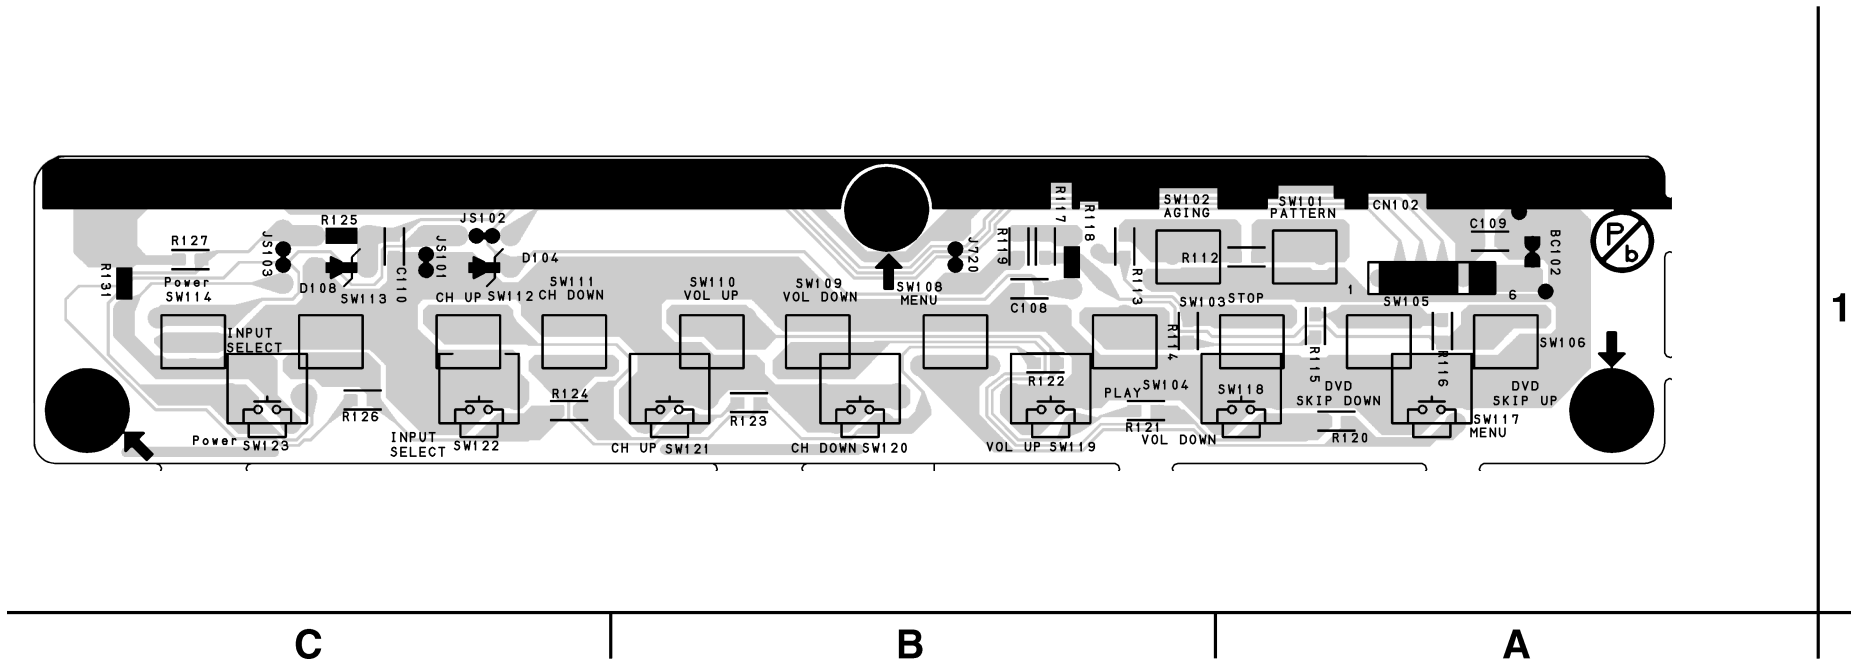 R117
R118
SW102
AGING
SW101
PATTERN
CN102
R125
JS102
C109
P
b
R127
JS103
JS101
D104
J720
R119
R112
BC102
R131
Power
SW114
D108
SW113
C110
CH UP SW112
SW111
CH DOWN
SW110
VOL UP
SW109
VOL DOWN
SW108
MENU
C108
R113
SW103 STOP
1
SW105
6
1
INPUT
SELECT
R114
R115
R116
SW106
R122
R126
R124
R123
PLAY SW104
SW118
DVD
SKIP DOWN
DVD
SKIP UP
Power SW123
INPUT
SELECT
SW122
CH UP SW121
CH DOWN SW120
VOL UP SW119
R121
VOL DOWN
R120
SW117
MENU
C
B
A